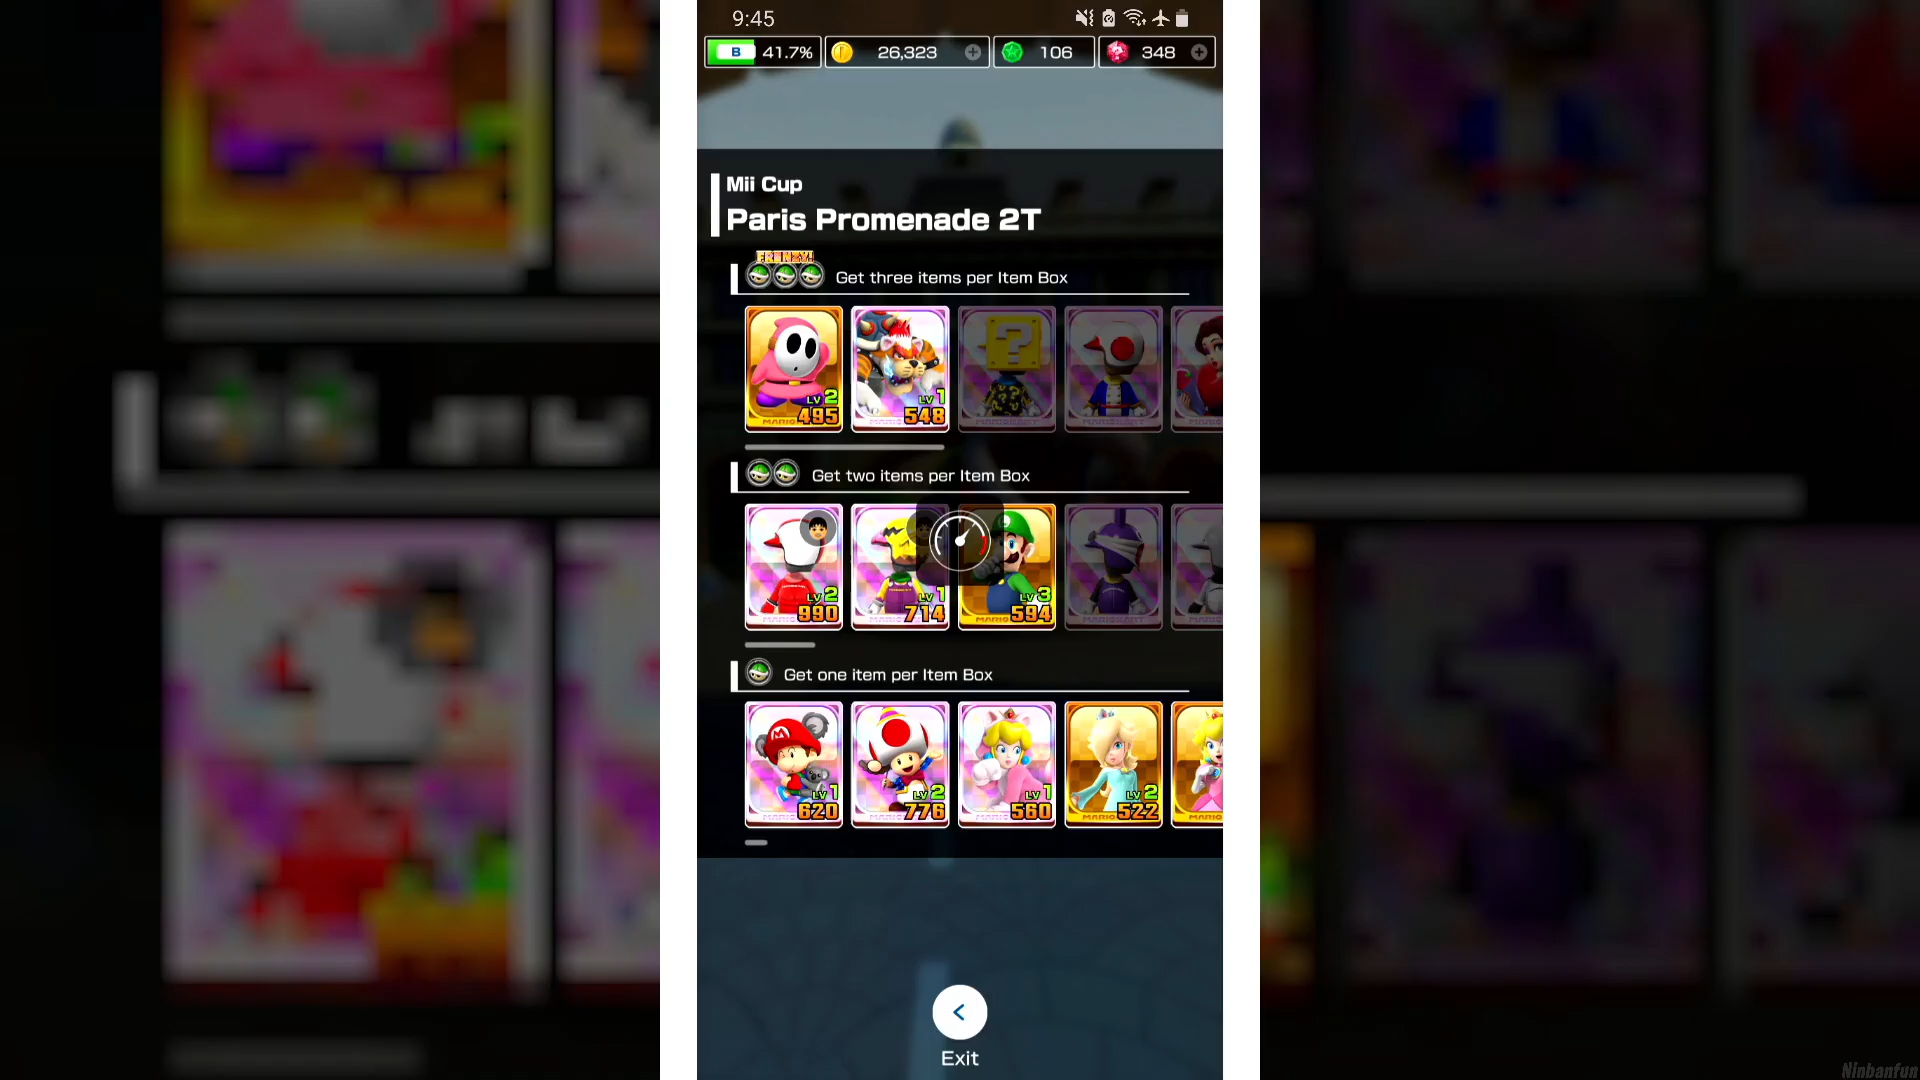 9:45
B 41.7% 26,323 106 348
Mii Cup
Paris Promenade 2T
FRENZY!
Get three items per Item Box
LV 2 LV 1
495 548
Get two items per Item Box
LV 2 LV 1 LV 3
990 714 594
Get one item per Item Box
LV 1 LV 2 LV 1 LV 2
620 776 560 522
Exit
Ninbanfun